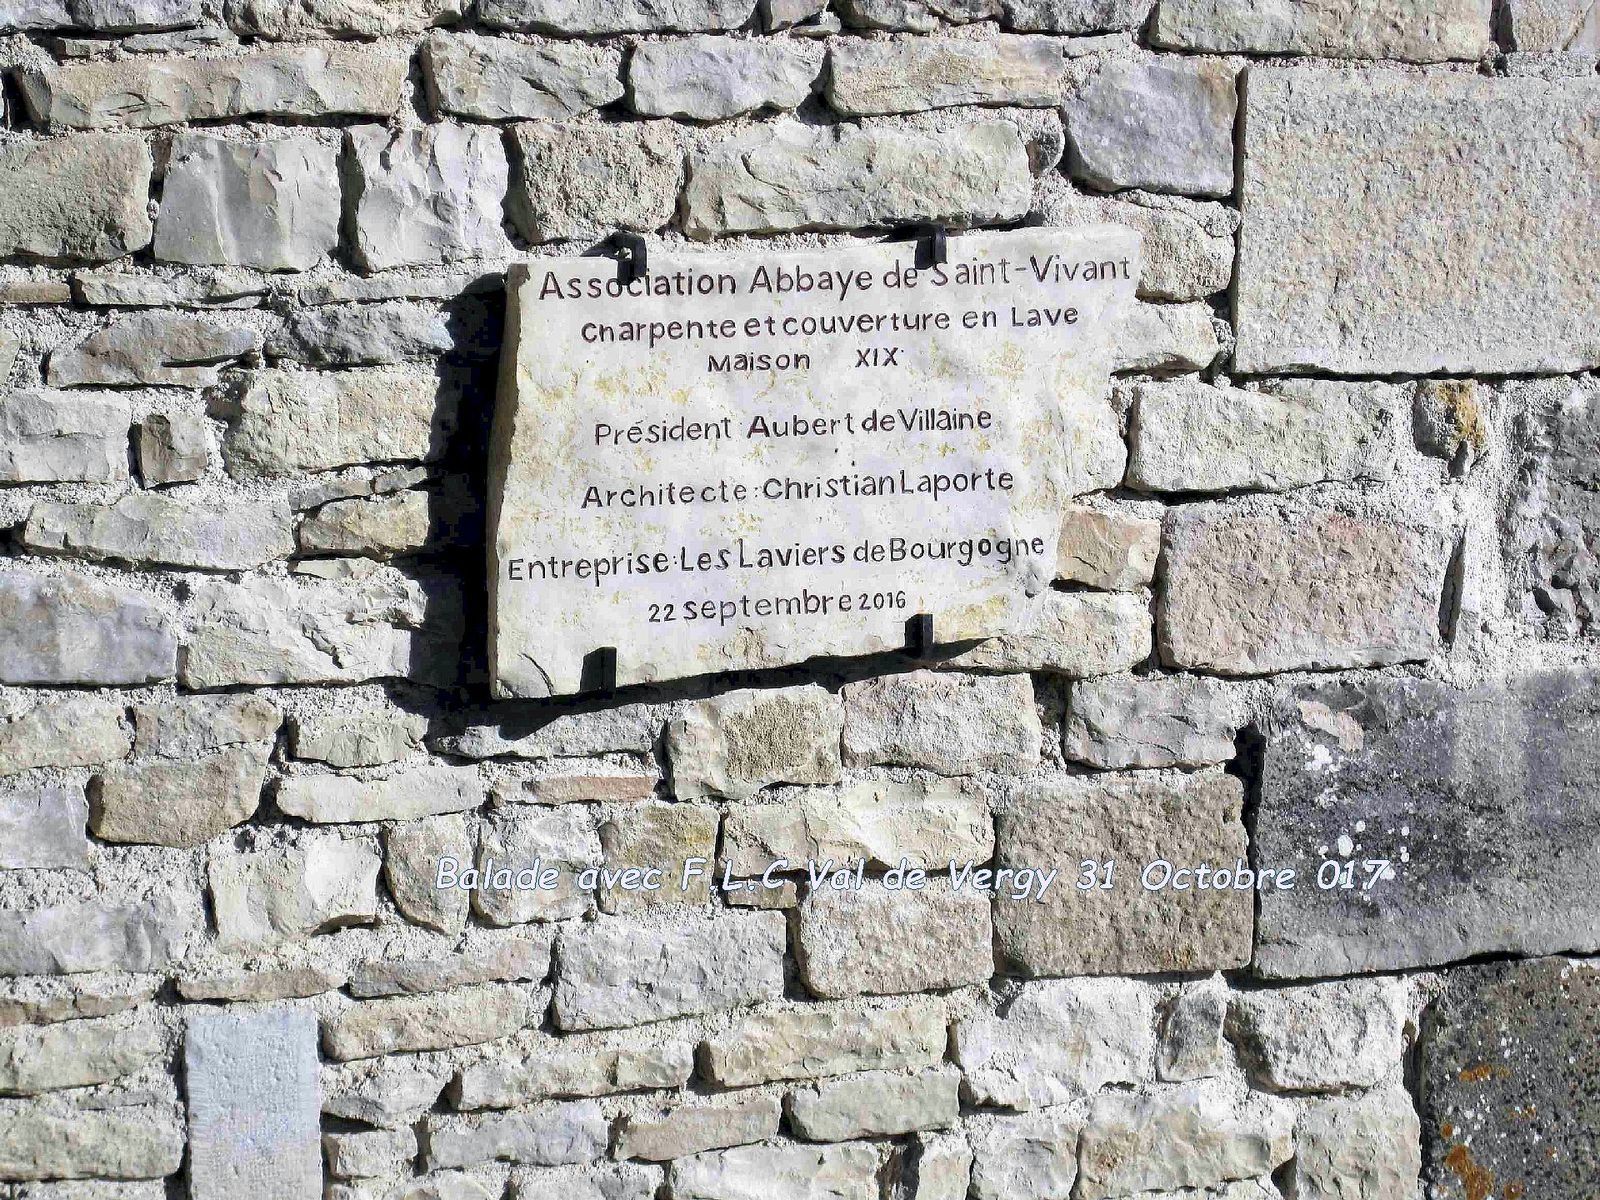 Association Abbaye de Saint-Vivant
Charpente et couverture en Lave
Maison XIX
Président Aubert de Villaine
Architecte : Christian Laporte
Entreprise : Les Laviers de Bourgogne
22 septembre 2016
Balade avec F.L.C Val de Vergy 31 Octobre 017